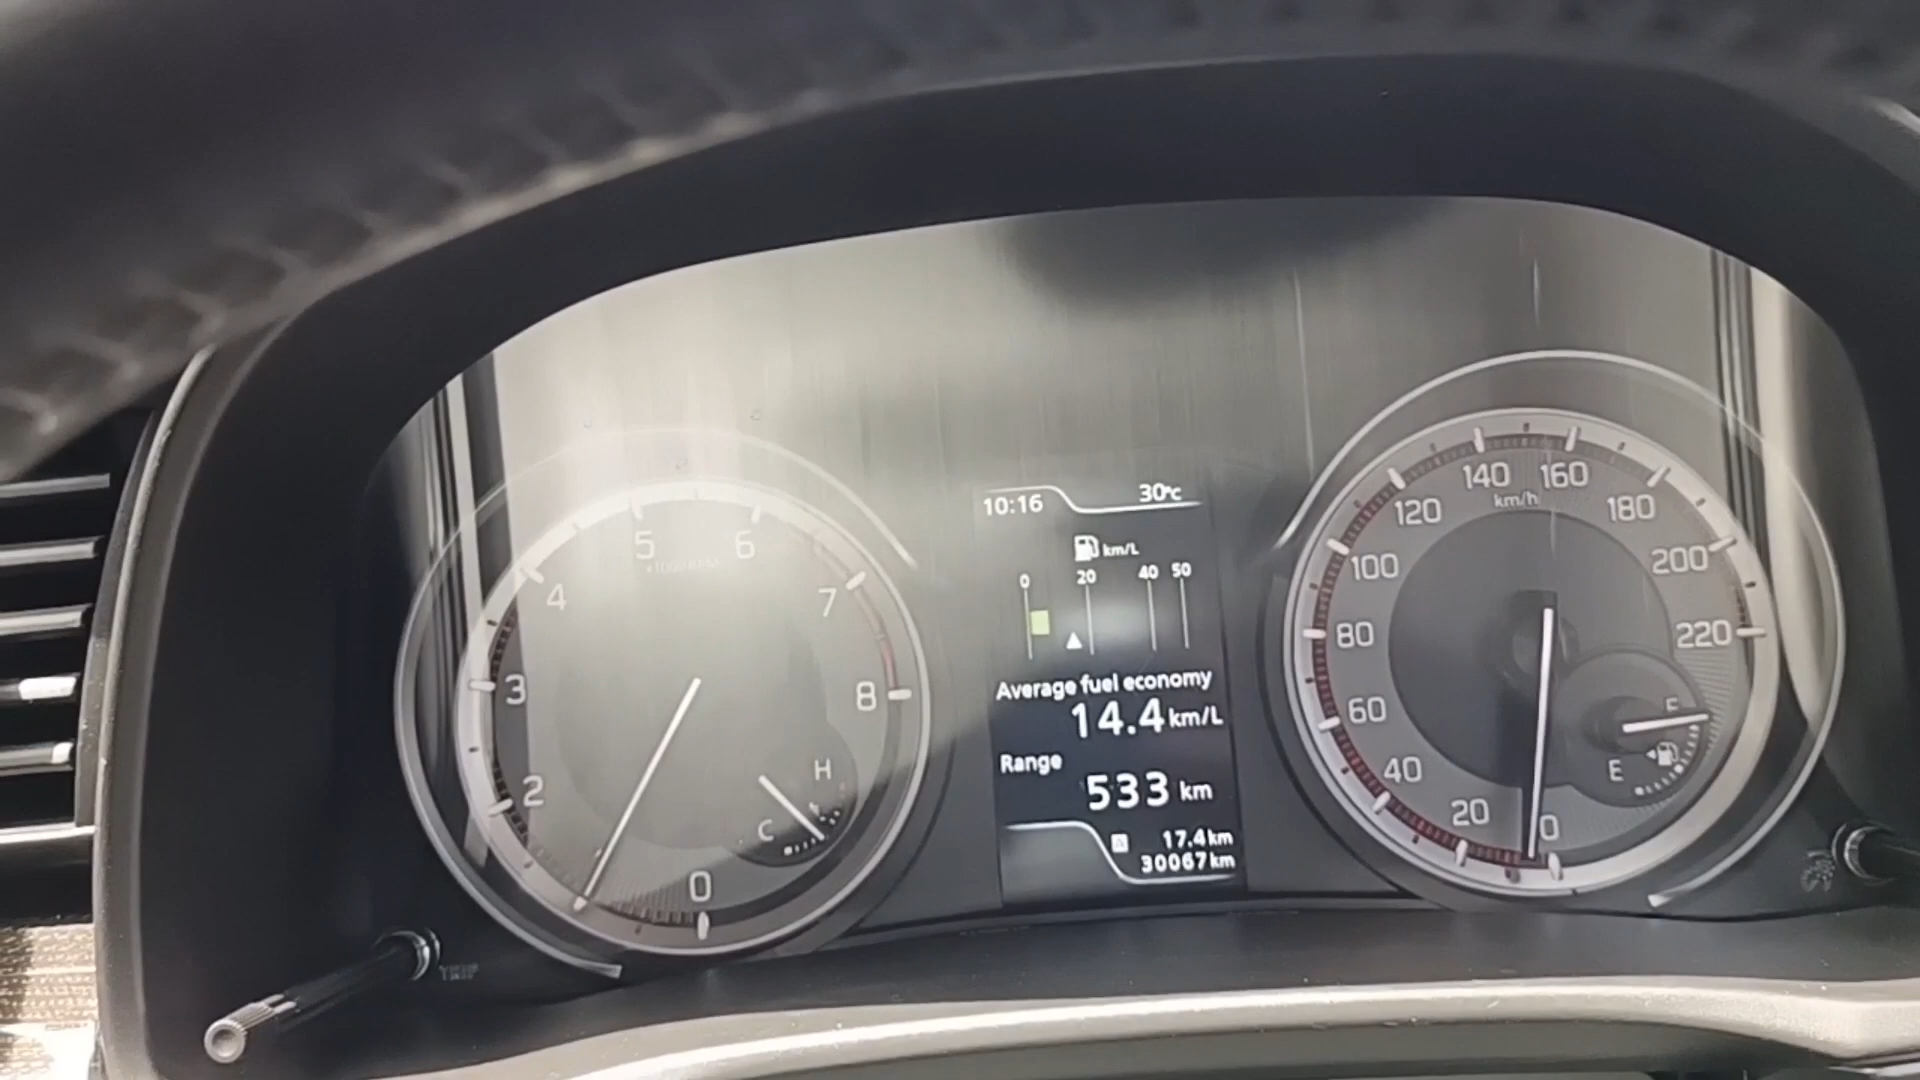 10:16 30°C
km/L
0 20 40 50
Average fuel economy
14.4 km/L
Range
533 km
A 17.4 km
30067 km
0
2
3
4
5
6
7
8
H
C
0
20
40
60
80
100
120
140
160
180
200
220
km/h
F
E
TRIP